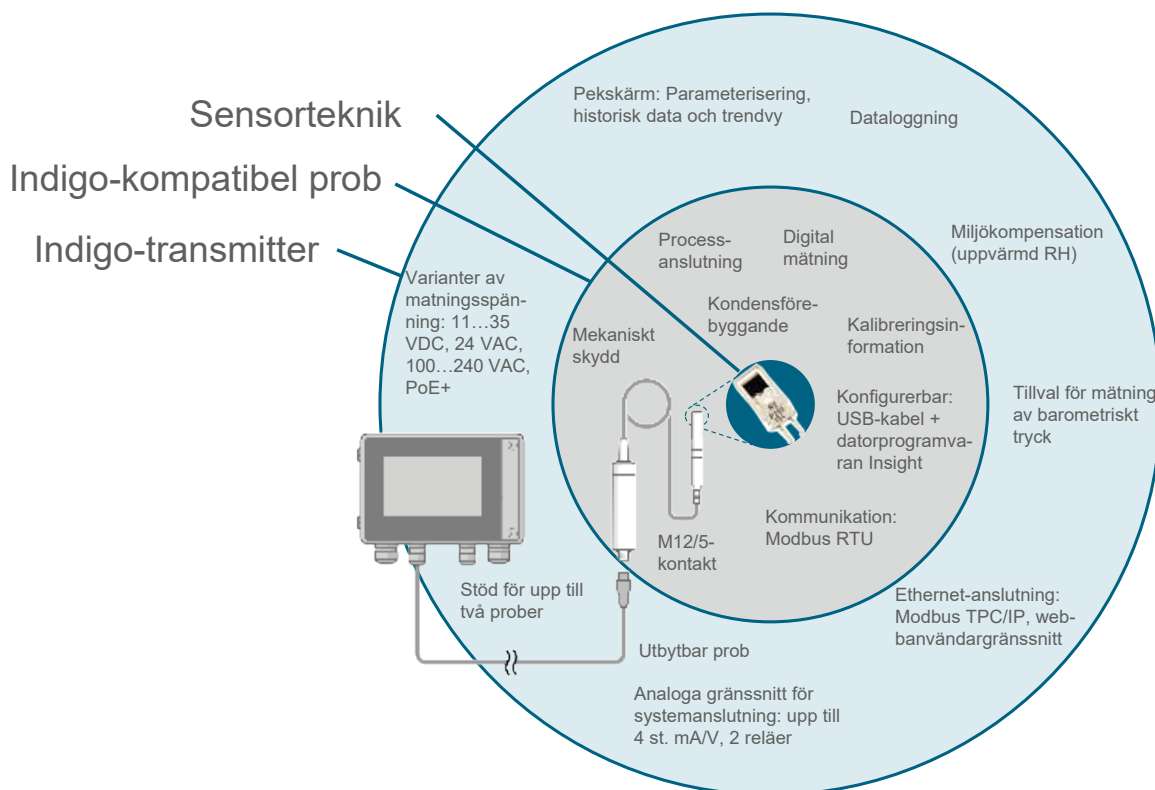 Sensorteknik
Indigo-kompatibel prob
Indigo-transmitter
Pekskärm: Parameterisering,
historisk data och trendvy
Dataloggning
Miljökompensation
(uppvärmd RH)
Tillval för mätning
av barometriskt
tryck
Ethernet-anslutning:
Modbus TPC/IP, web-
banvändargränssnitt
Analoga gränssnitt för
systemanslutning: upp till
4 st. mA/V, 2 reläer
Utbytbar prob
Stöd för upp till
två prober
Varianter av
matningsspän-
ning: 11…35
VDC, 24 VAC,
100…240 VAC,
PoE+
Process-
anslutning
Digital
mätning
Kondensföre-
byggande
Mekaniskt
skydd
Kalibreringsin-
formation
Konfigurerbar:
USB-kabel +
datorprogramva-
ran Insight
Kommunikation:
Modbus RTU
M12/5-
kontakt